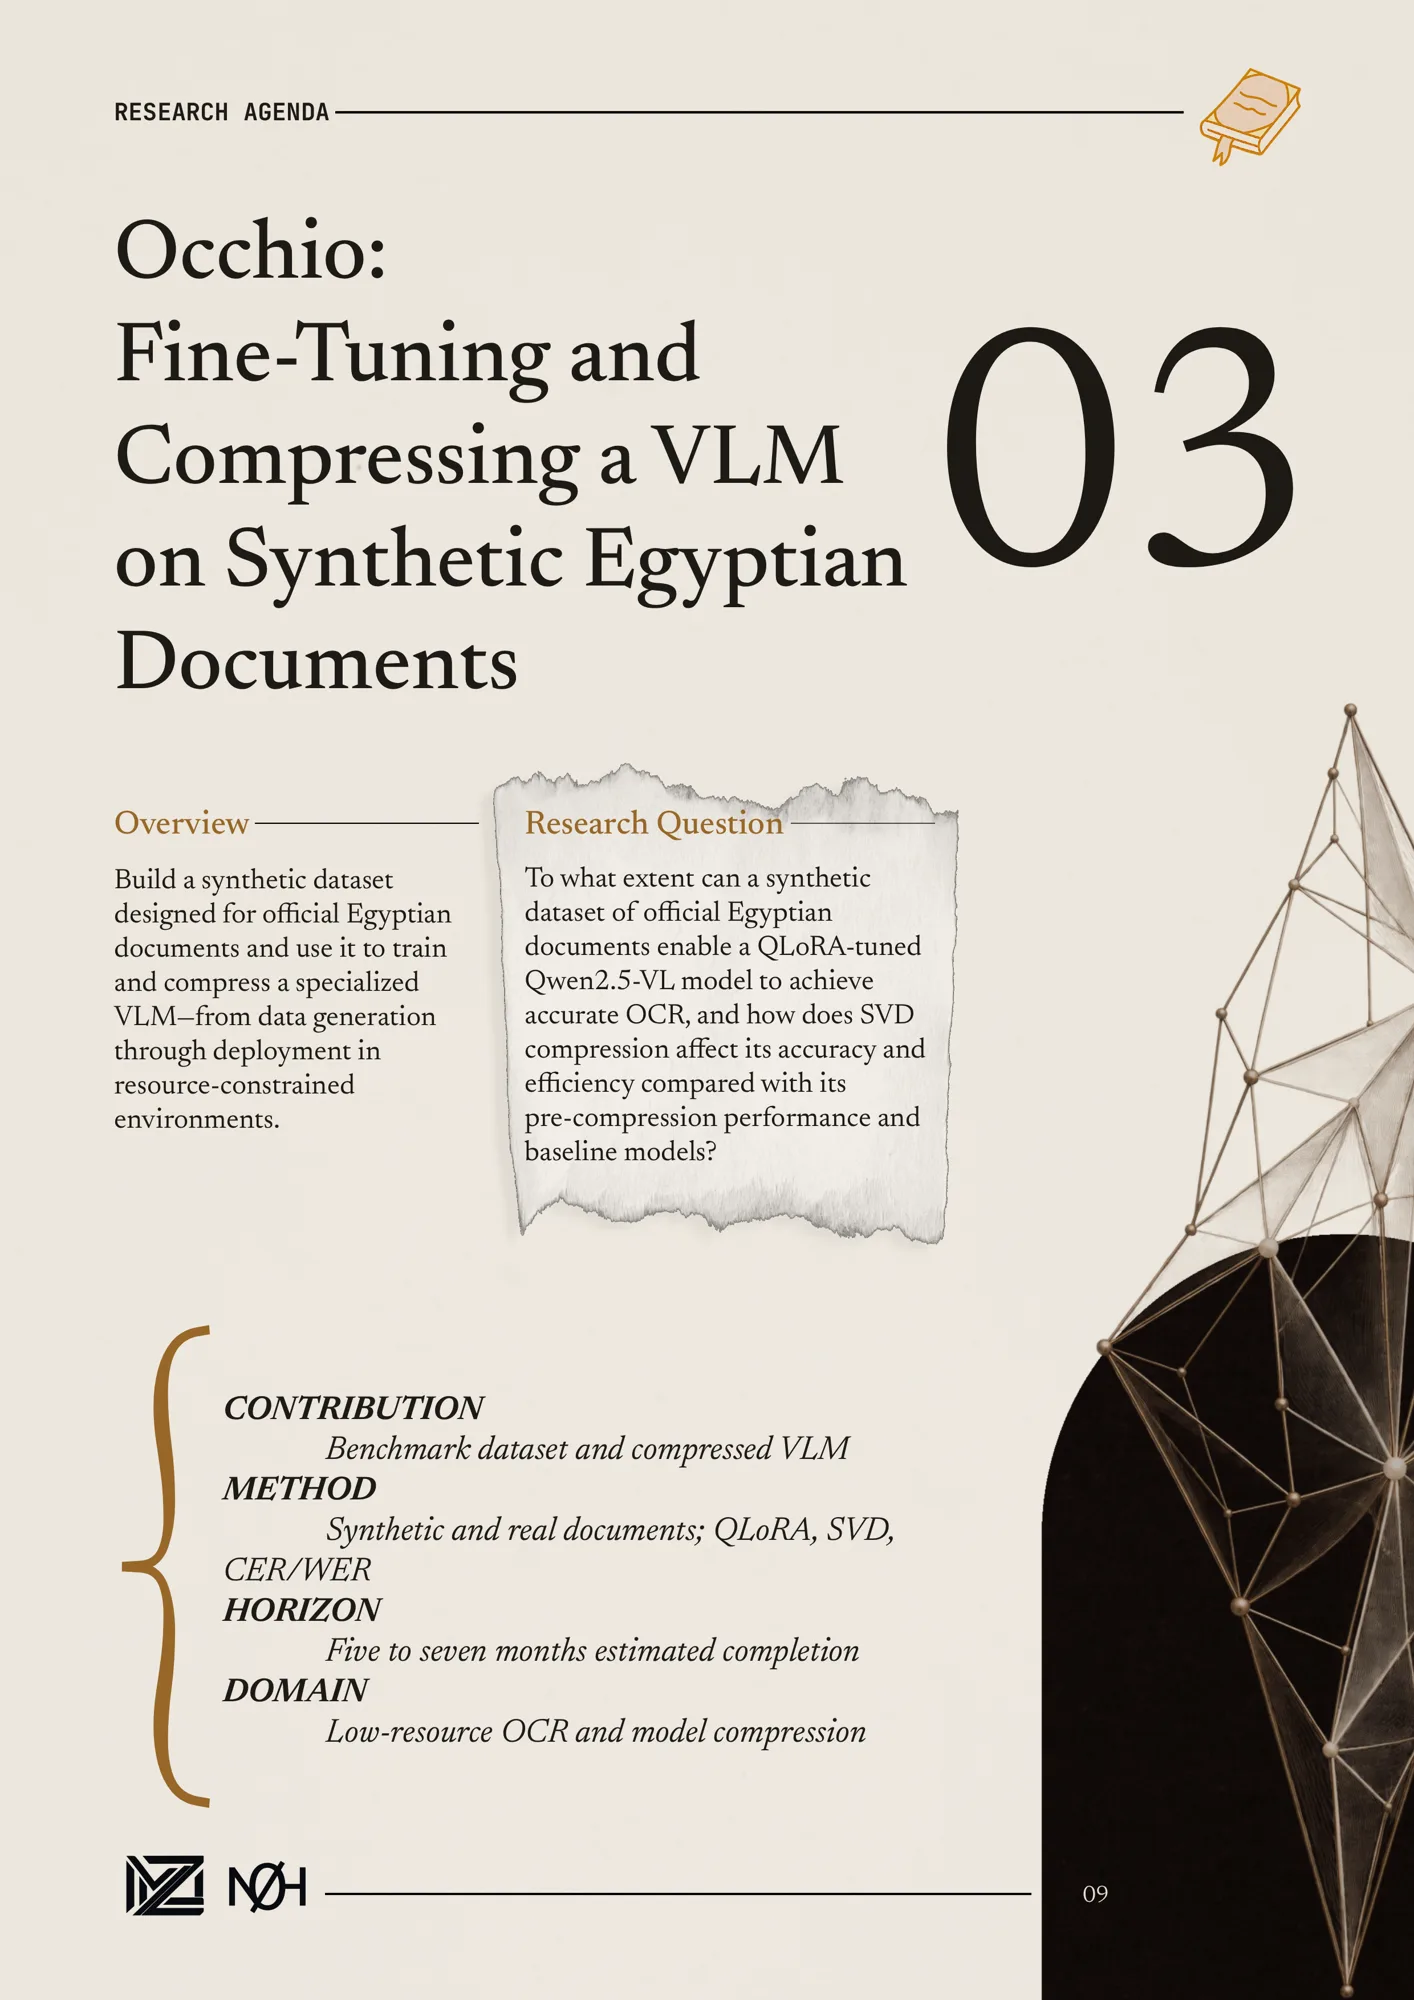 RESEARCH AGENDA
Occhio:
Fine-Tuning and
Compressing a VLM
on Synthetic Egyptian
Documents
03
Overview
Build a synthetic dataset
designed for official Egyptian
documents and use it to train
and compress a specialized
VLM—from data generation
through deployment in
resource-constrained
environments.
Research Question
To what extent can a synthetic
dataset of official Egyptian
documents enable a QLoRA-tuned
Qwen2.5-VL model to achieve
accurate OCR, and how does SVD
compression affect its accuracy and
efficiency compared with its
pre-compression performance and
baseline models?
CONTRIBUTION
Benchmark dataset and compressed VLM
METHOD
Synthetic and real documents; QLoRA, SVD,
CER/WER
HORIZON
Five to seven months estimated completion
DOMAIN
Low-resource OCR and model compression
NØH
09